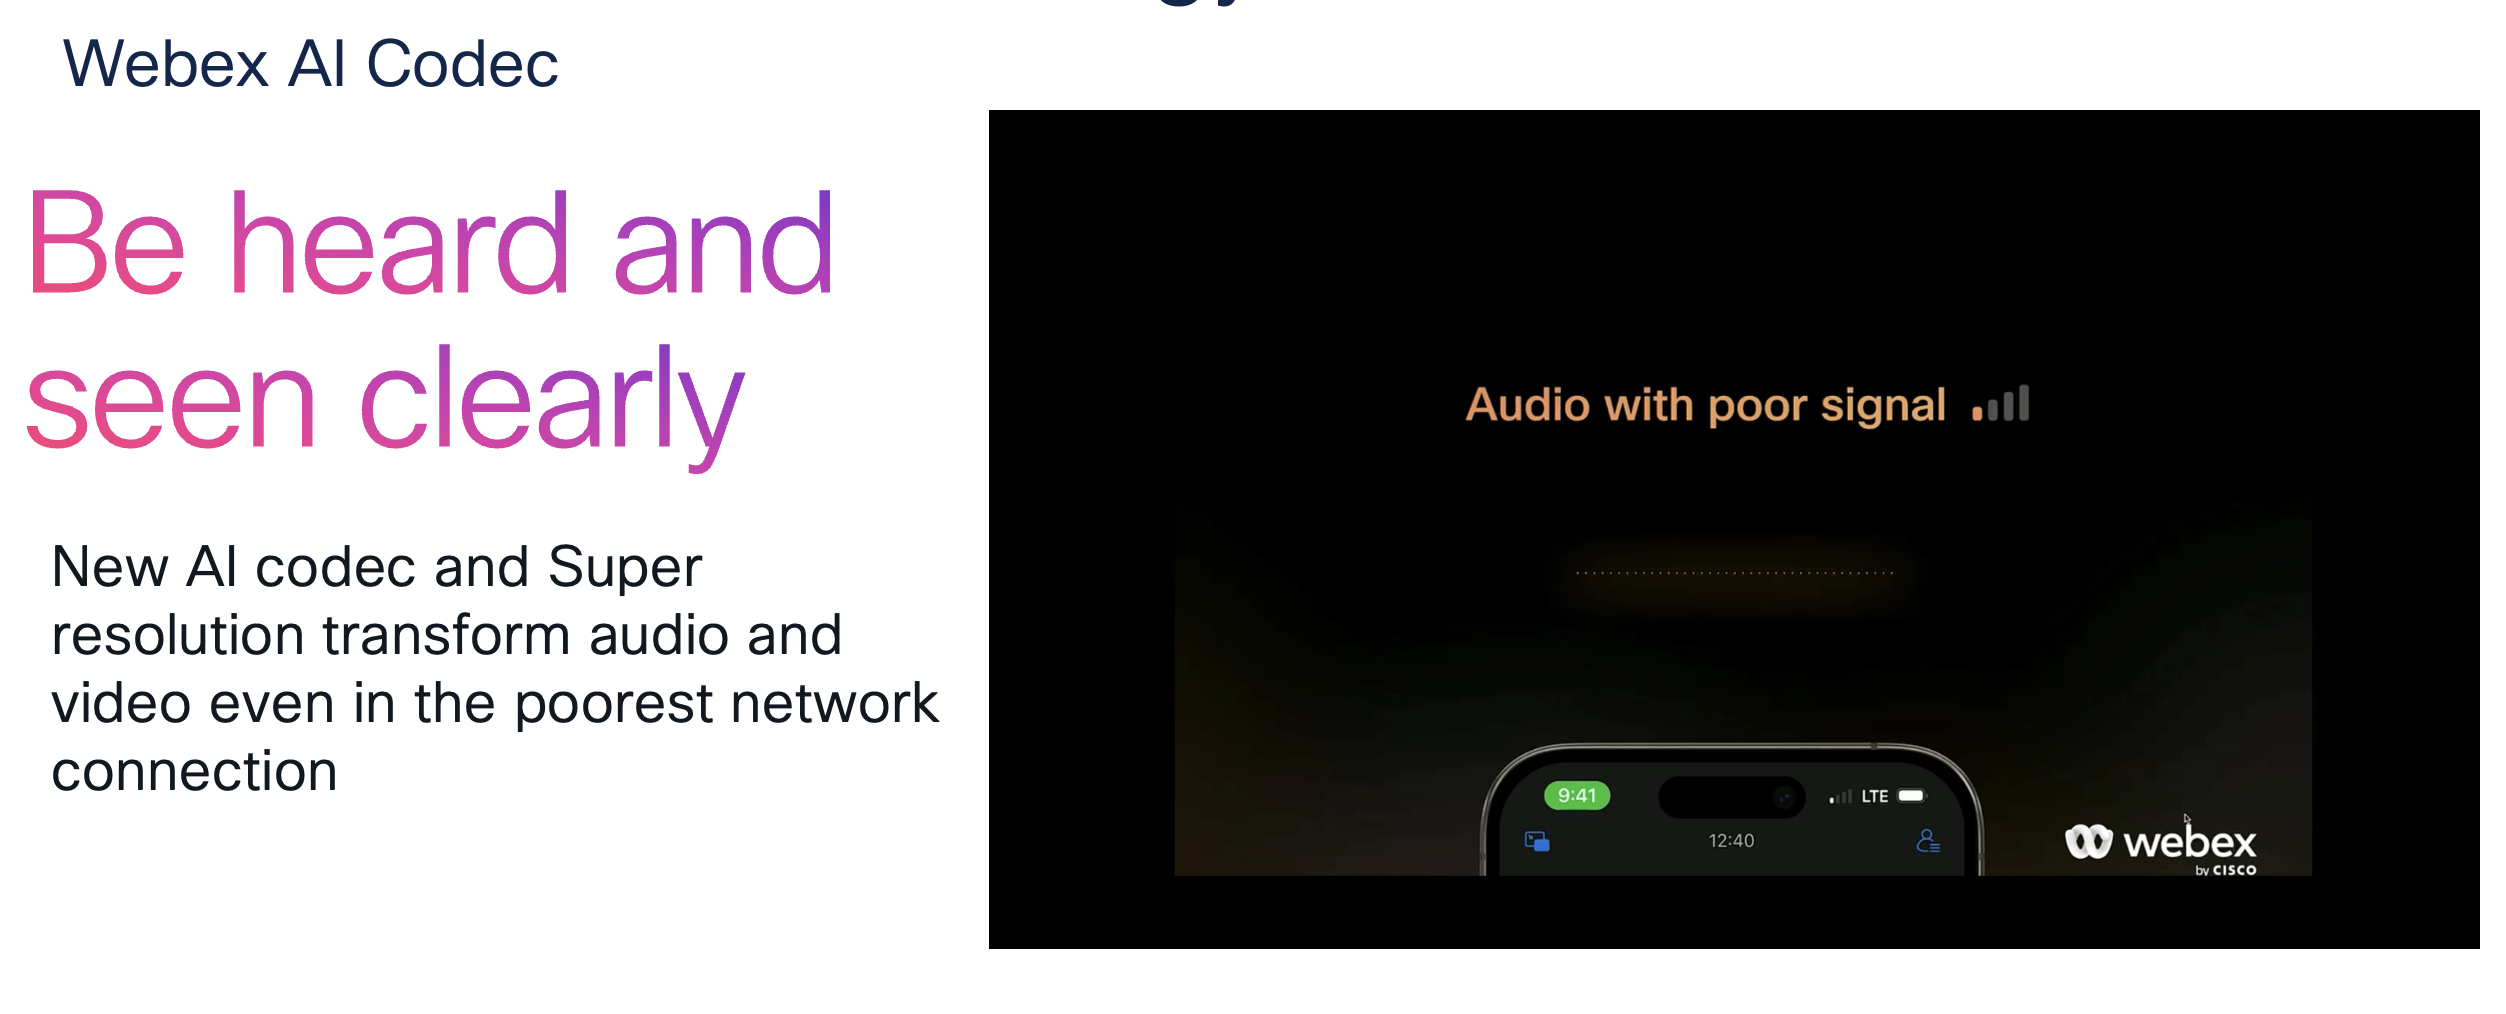 Webex AI Codec
Be heard and
seen clearly
New AI codec and Super
resolution transform audio and
video even in the poorest network
connection
Audio with poor signal
9:41
LTE
12:40
webex
by CISCO